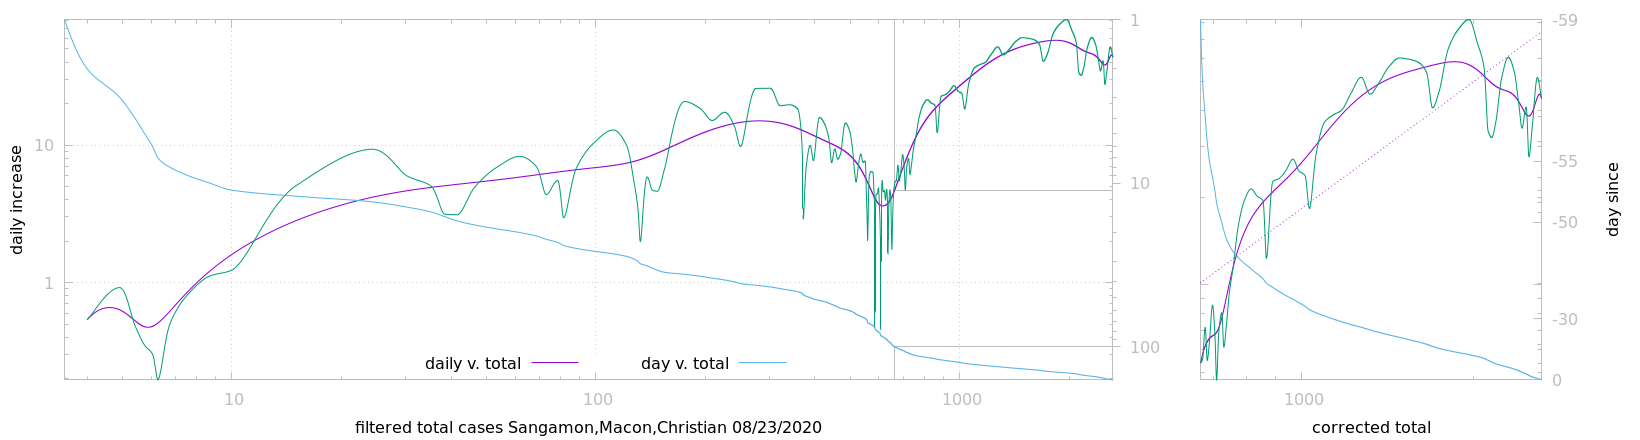 1
-59
10
daily increase
-55
10
-50
day since
1
-30
daily v. total
day v. total
100
0
10
100
1000
1000
filtered total cases Sangamon,Macon,Christian 08/23/2020
corrected total